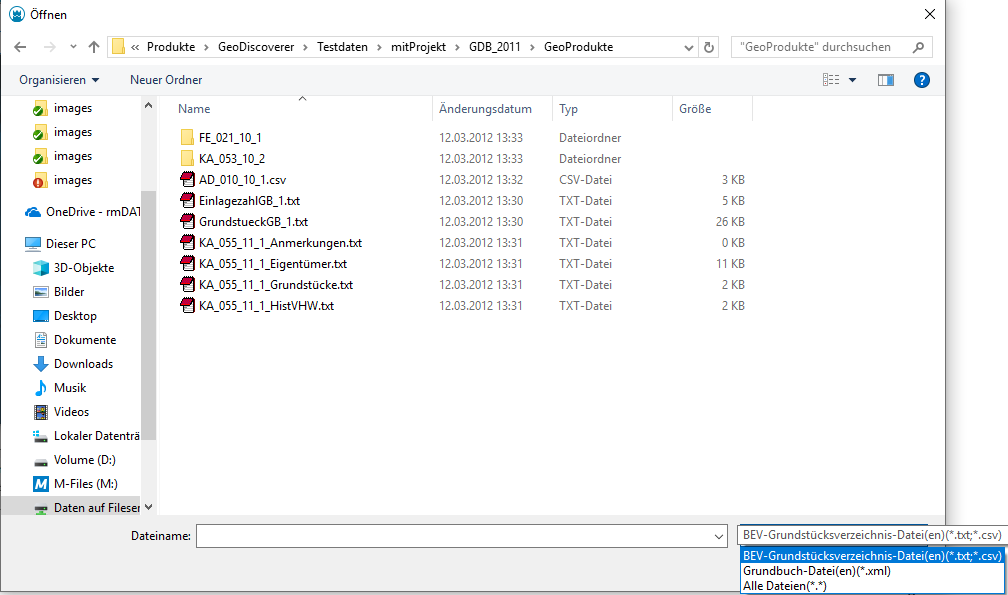 Öffnen
« Produkte > GeoDiscoverer > Testdaten > mitProjekt > GDB_2011 > GeoProdukte
"GeoProdukte" durchsuchen
Organisieren Neuer Ordner
Name Änderungsdatum Typ Größe
images
images
images
images
OneDrive - rmDAT
Dieser PC
3D-Objekte
Bilder
Desktop
Dokumente
Downloads
Musik
Videos
Lokaler Datenträ
Volume (D:)
M-Files (M:)
Daten auf Fileser
FE_021_10_1 12.03.2012 13:33 Dateiordner
KA_053_10_2 12.03.2012 13:33 Dateiordner
AD_010_10_1.csv 12.03.2012 13:32 CSV-Datei 3 KB
EinlagezahlGB_1.txt 12.03.2012 13:30 TXT-Datei 5 KB
GrundstueckGB_1.txt 12.03.2012 13:30 TXT-Datei 26 KB
KA_055_11_1_Anmerkungen.txt 12.03.2012 13:31 TXT-Datei 0 KB
KA_055_11_1_Eigentümer.txt 12.03.2012 13:31 TXT-Datei 11 KB
KA_055_11_1_Grundstücke.txt 12.03.2012 13:31 TXT-Datei 2 KB
KA_055_11_1_HistVHW.txt 12.03.2012 13:31 TXT-Datei 2 KB
Dateiname:
BEV-Grundstücksverzeichnis-Datei(en)(*.txt;*.csv)
BEV-Grundstücksverzeichnis-Datei(en)(*.txt;*.csv)
Grundbuch-Datei(en)(*.xml)
Alle Dateien(*.*)